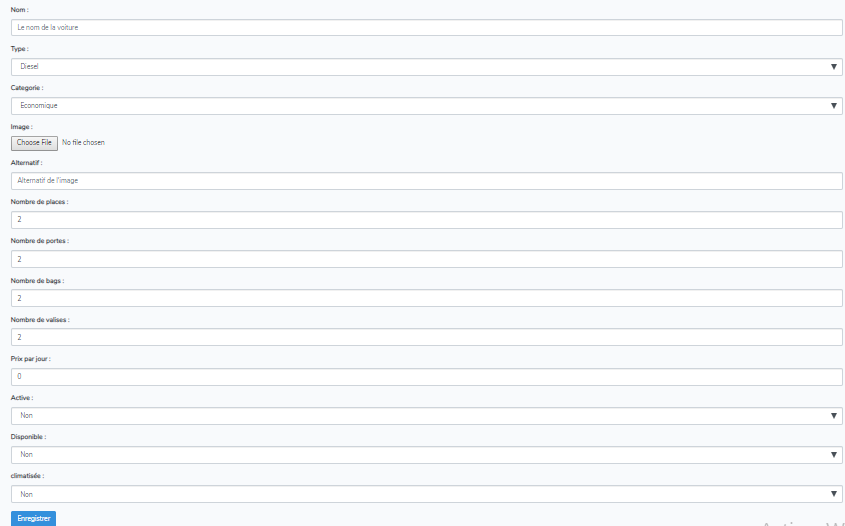 Nom :
Le nom de la voiture
Type :
Diesel
Categorie :
Economique
Image :
Choose File No file chosen
Alternatif :
Alternatif de l'image
Nombre de places :
2
Nombre de portes :
2
Nombre de bags :
2
Nombre de valises :
2
Prix par jour :
0
Active :
Non
Disponible :
Non
climatisée :
Non
Enregistrer